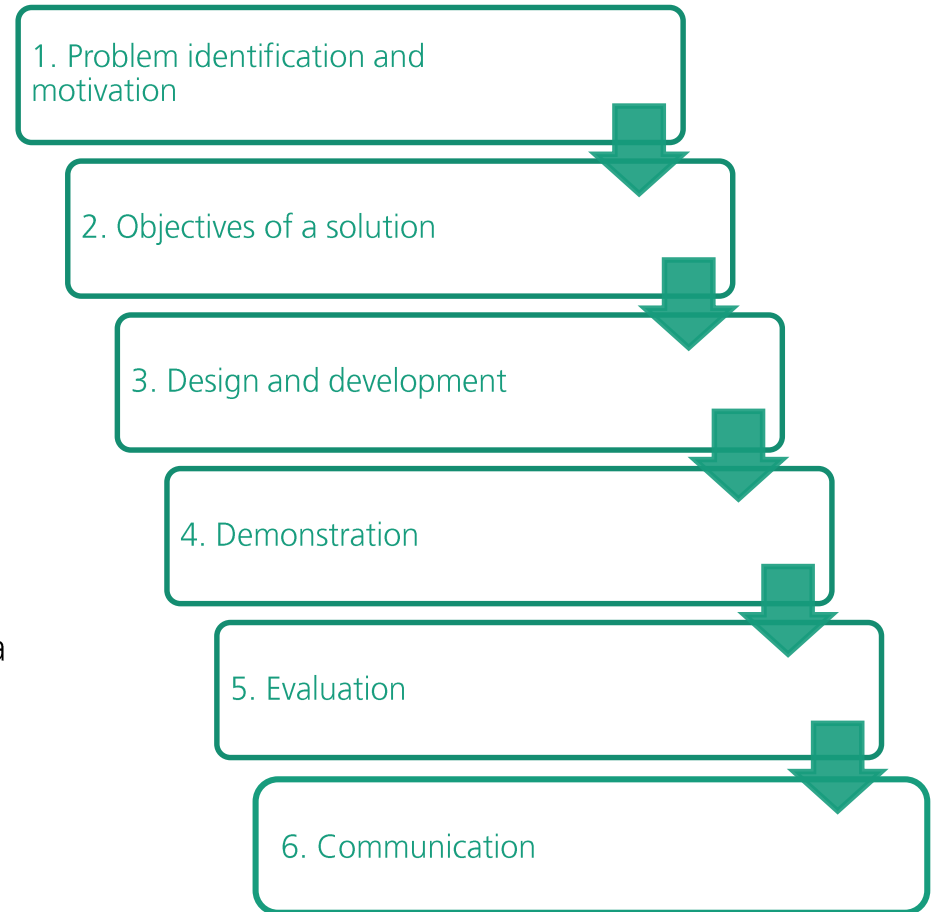 1. Problem identification and
motivation
2. Objectives of a solution
3. Design and development
4. Demonstration
a
5. Evaluation
6. Communication